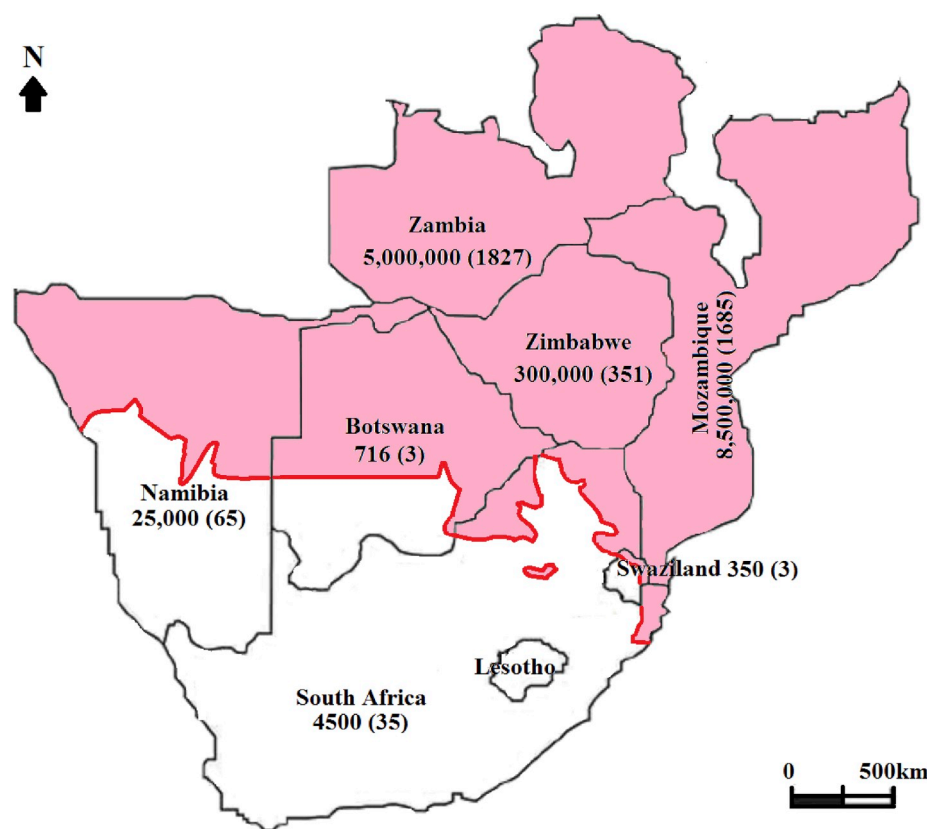 N
Zambia
5,000,000 (1827)
Zimbabwe
300,000 (351)
Mozambique
8,500,000 (1685)
Botswana
716 (3)
Namibia
25,000 (65)
Swaziland 350 (3)
Lesotho
South Africa
4500 (35)
0 500km